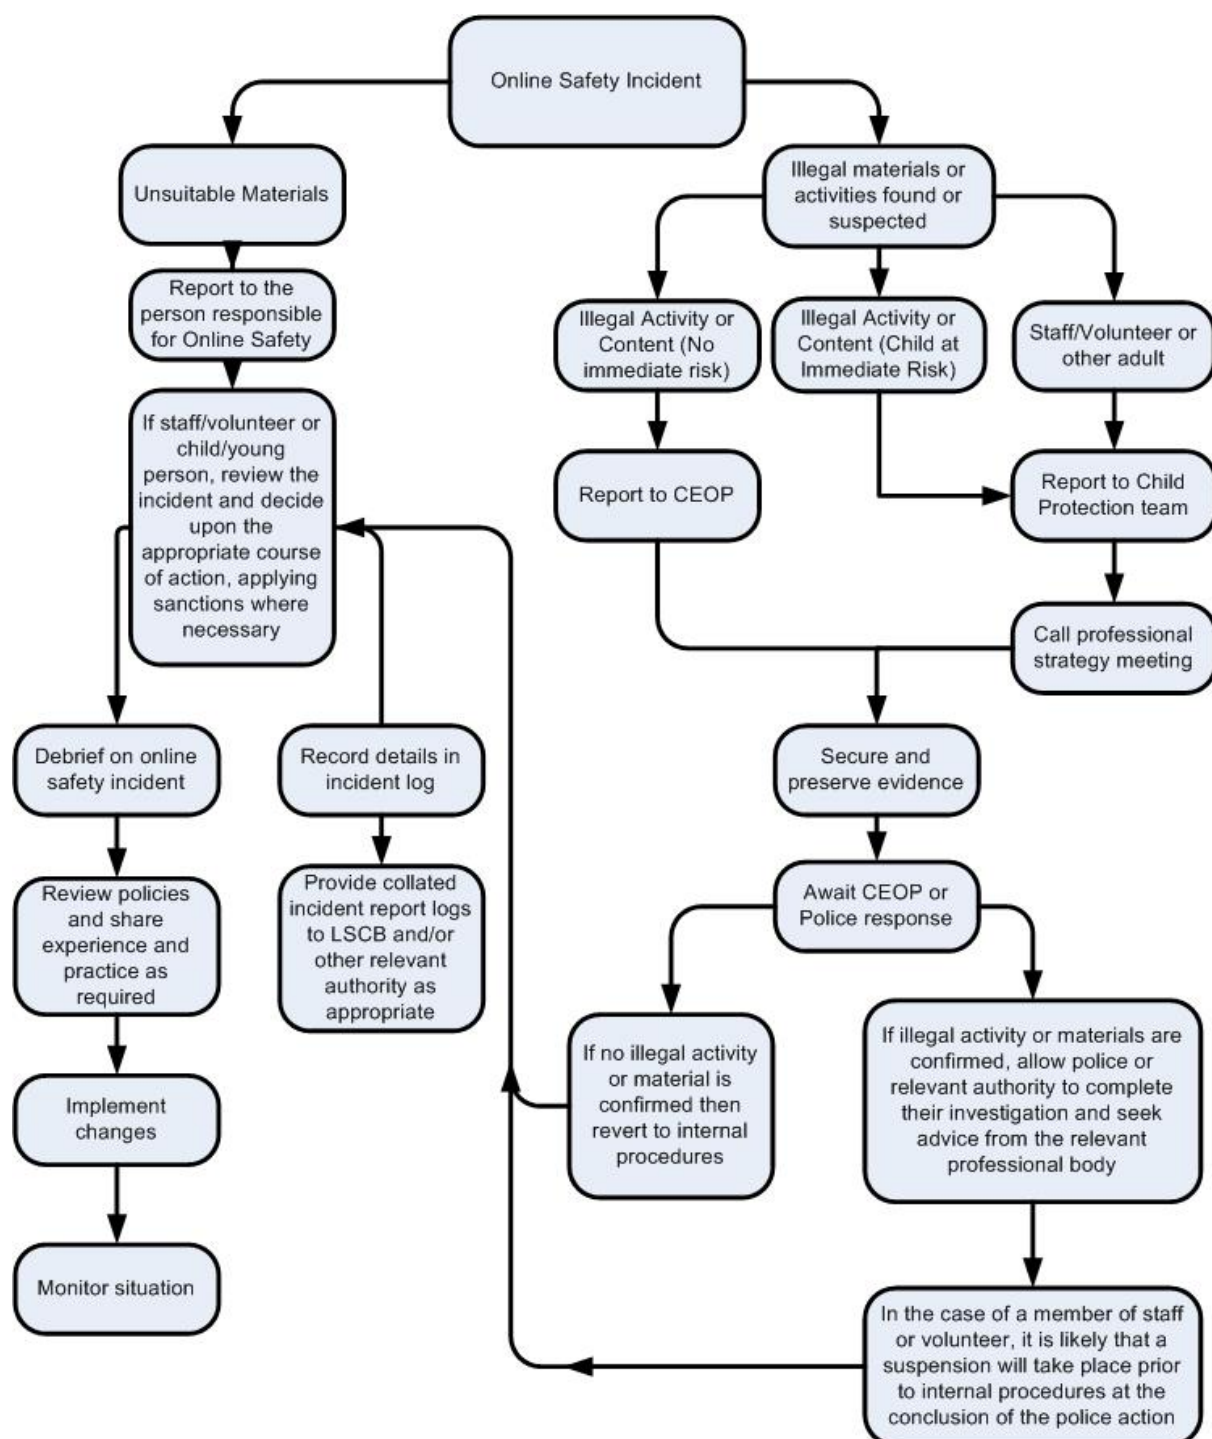 Online Safety Incident
Unsuitable Materials
Illegal materials or
activities found or
suspected
Report to the
person responsible
for Online Safety
Illegal Activity or
Content (No
immediate risk)
Illegal Activity or
Content (Child at
Immediate Risk)
Staff/Volunteer or
other adult
If staff/volunteer or
child/young
person, review the
incident and decide
upon the
appropriate course
of action, applying
sanctions where
necessary
Report to CEOP
Report to Child
Protection team
Call professional
strategy meeting
Debrief on online
safety incident
Record details in
incident log
Secure and
preserve evidence
Review policies
and share
experience and
practice as
required
Provide collated
incident report logs
to LSCB and/or
other relevant
authority as
appropriate
Await CEOP or
Police response
If no illegal activity
or material is
confirmed then
revert to internal
procedures
If illegal activity or materials are
confirmed, allow police or
relevant authority to complete
their investigation and seek
advice from the relevant
professional body
Implement
changes
Monitor situation
In the case of a member of staff
or volunteer, it is likely that a
suspension will take place prior
to internal procedures at the
conclusion of the police action